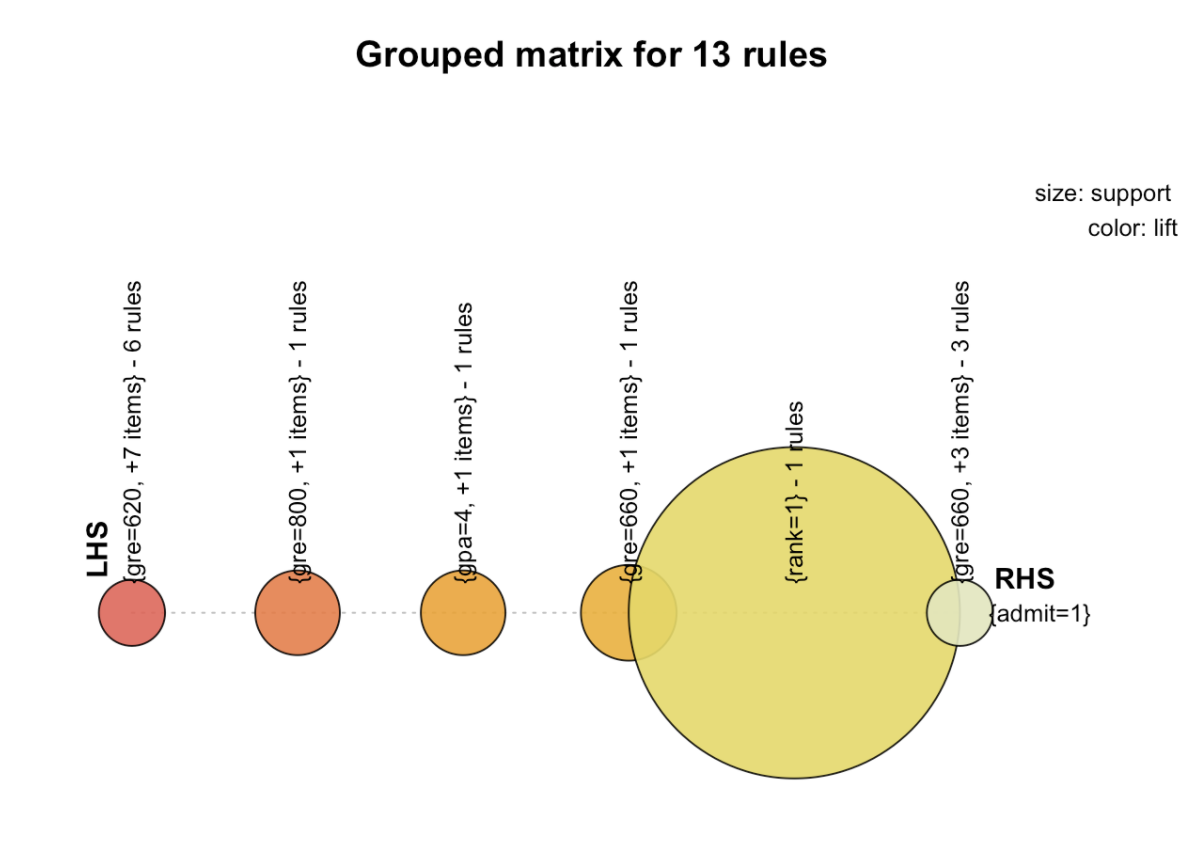 Grouped matrix for 13 rules
size: support
color: lift
LHS
{gre=620, +7 items} - 6 rules
{gre=800, +1 items} - 1 rules
{gpa=4, +1 items} - 1 rules
{gre=660, +1 items} - 1 rules
{rank=1} - 1 rules
{gre=660, +3 items} - 3 rules
RHS
{admit=1}